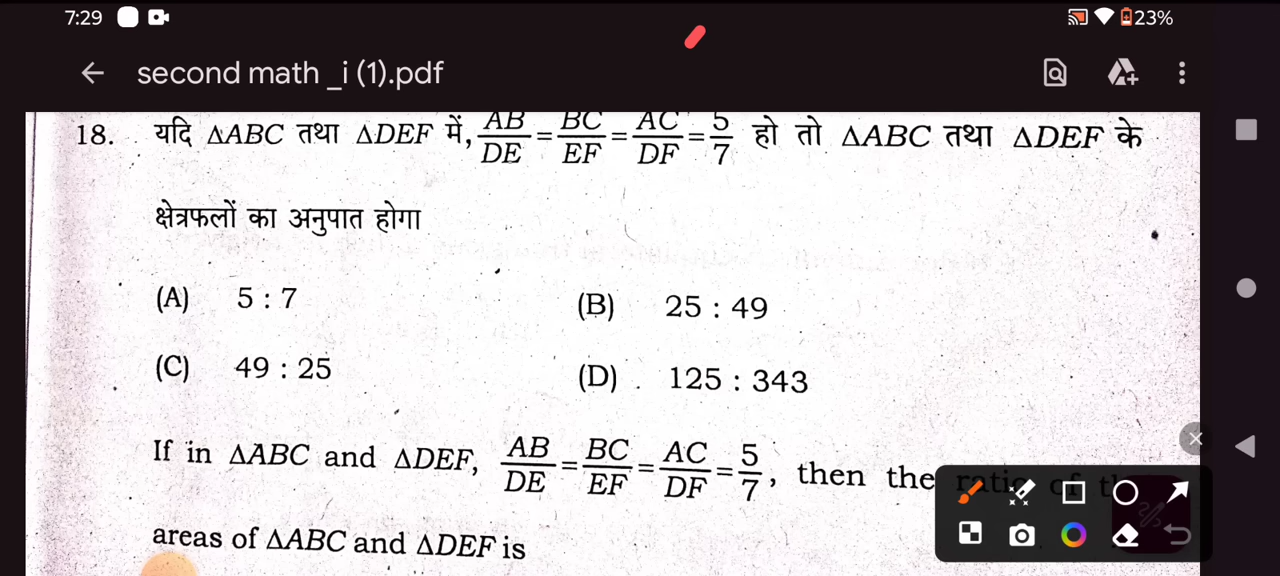 7:29 23%
second math _i (1).pdf
18. यदि ΔABC तथा ΔDEF में, AB/DE = BC/EF = AC/DF = 5/7 हो तो ΔABC तथा ΔDEF के
क्षेत्रफलों का अनुपात होगा
(A) 5 : 7 (B) 25 : 49
(C) 49 : 25 (D) 125 : 343
If in ΔABC and ΔDEF, AB/DE = BC/EF = AC/DF = 5/7, then the ratio of
areas of ΔABC and ΔDEF is